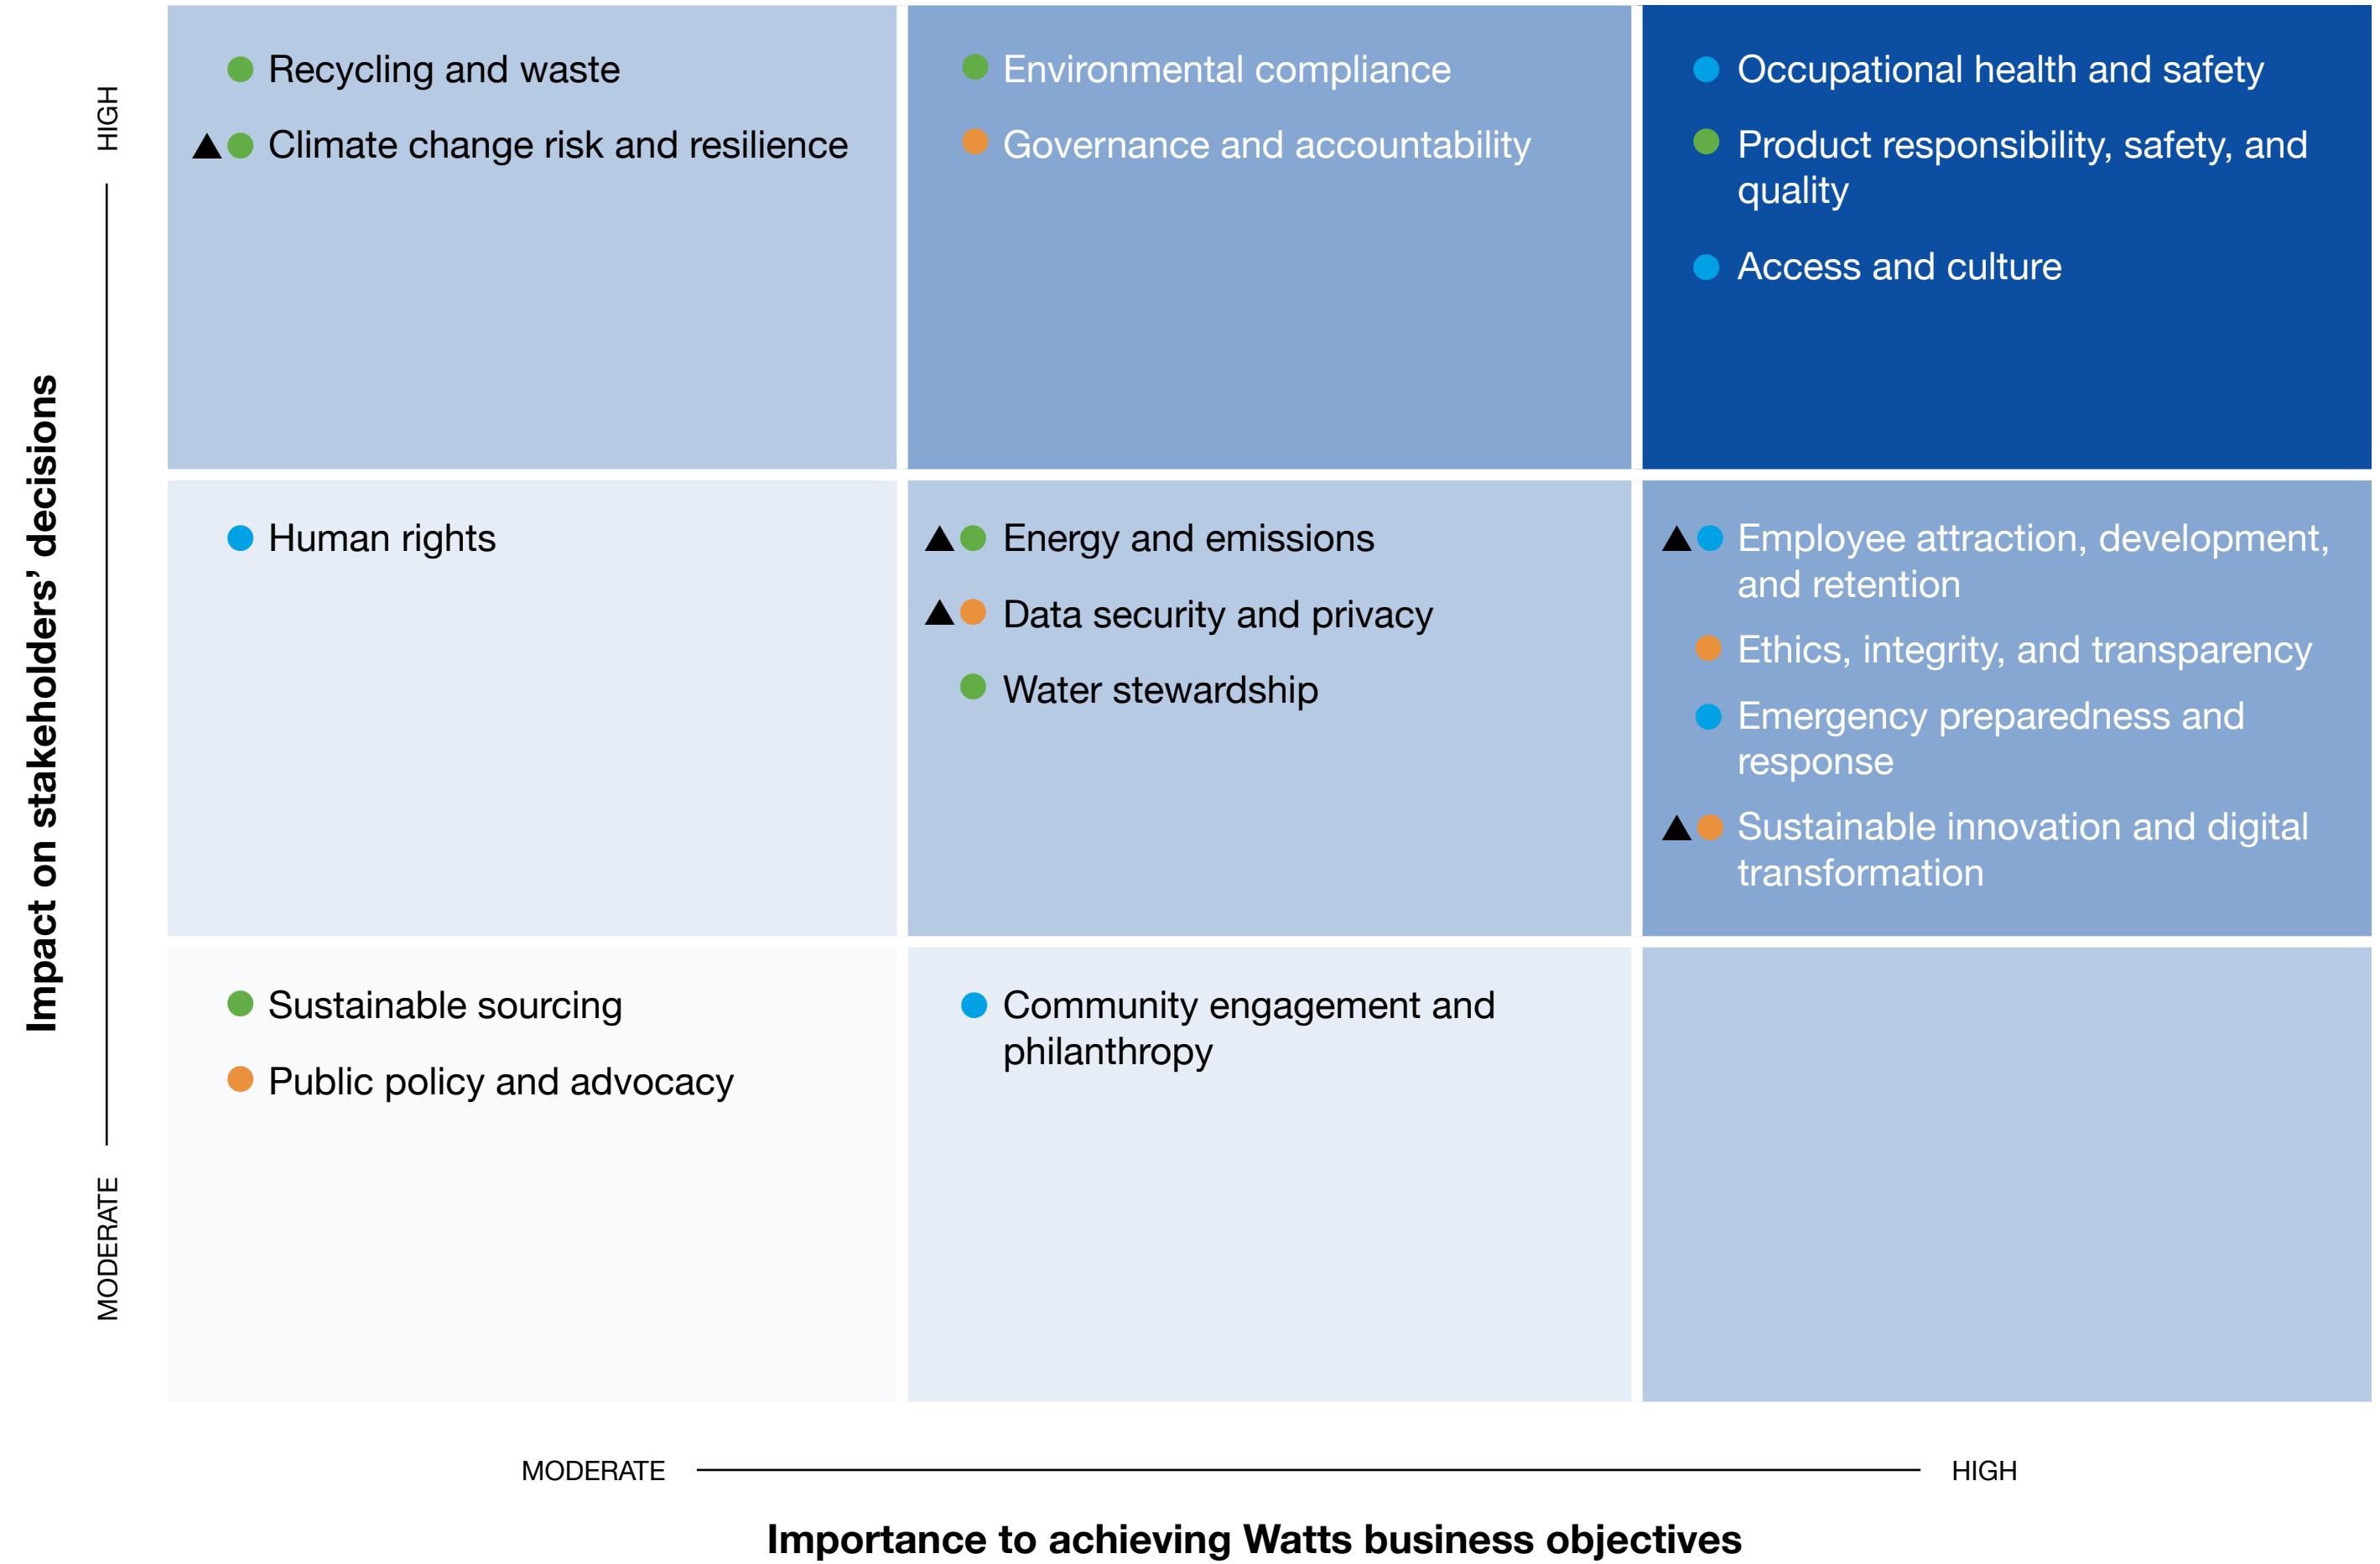 Impact on stakeholders’ decisions
HIGH
MODERATE
Recycling and waste
Climate change risk and resilience
Environmental compliance
Governance and accountability
Occupational health and safety
Product responsibility, safety, and
quality
Access and culture
Human rights
Energy and emissions
Data security and privacy
Water stewardship
Employee attraction, development,
and retention
Ethics, integrity, and transparency
Emergency preparedness and
response
Sustainable innovation and digital
transformation
Sustainable sourcing
Public policy and advocacy
Community engagement and
philanthropy
MODERATE
HIGH
Importance to achieving Watts business objectives